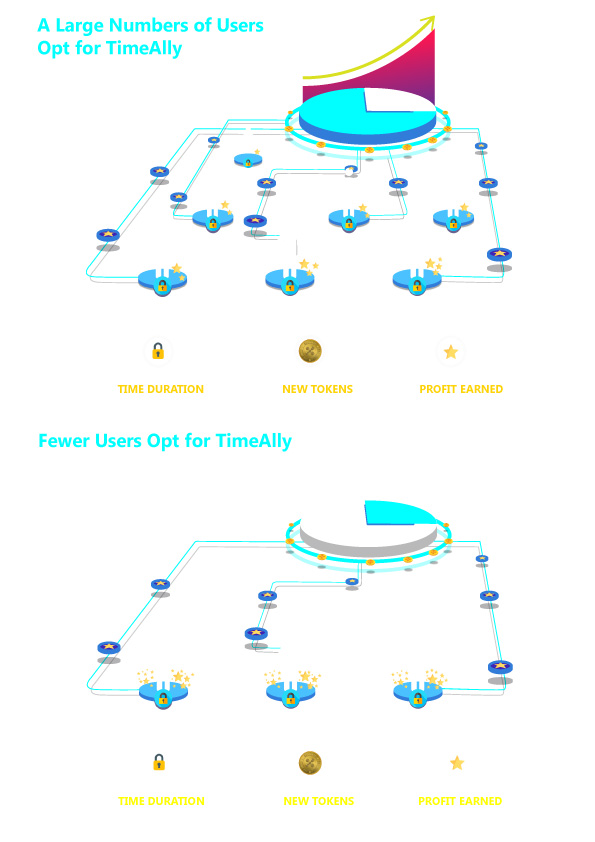 A Large Numbers of Users
Opt for TimeAlly
TIME DURATION
NEW TOKENS
PROFIT EARNED
Fewer Users Opt for TimeAlly
TIME DURATION
NEW TOKENS
PROFIT EARNED